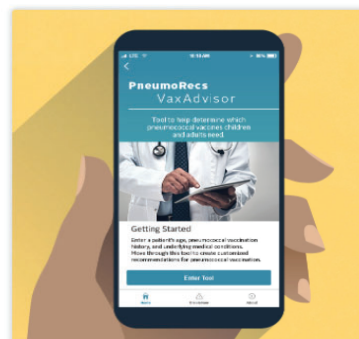 LTE
PneumoRecs
VaxAdvisor
Tool to help determine which
pneumococcal vaccines children
and adults need.
Getting Started
Enter a patient's age, pneumococcal vaccination
history, and underlying medical conditions.
Move through this tool to create customized
recommendations for pneumococcal vaccination.
Enter Tool
Home
About